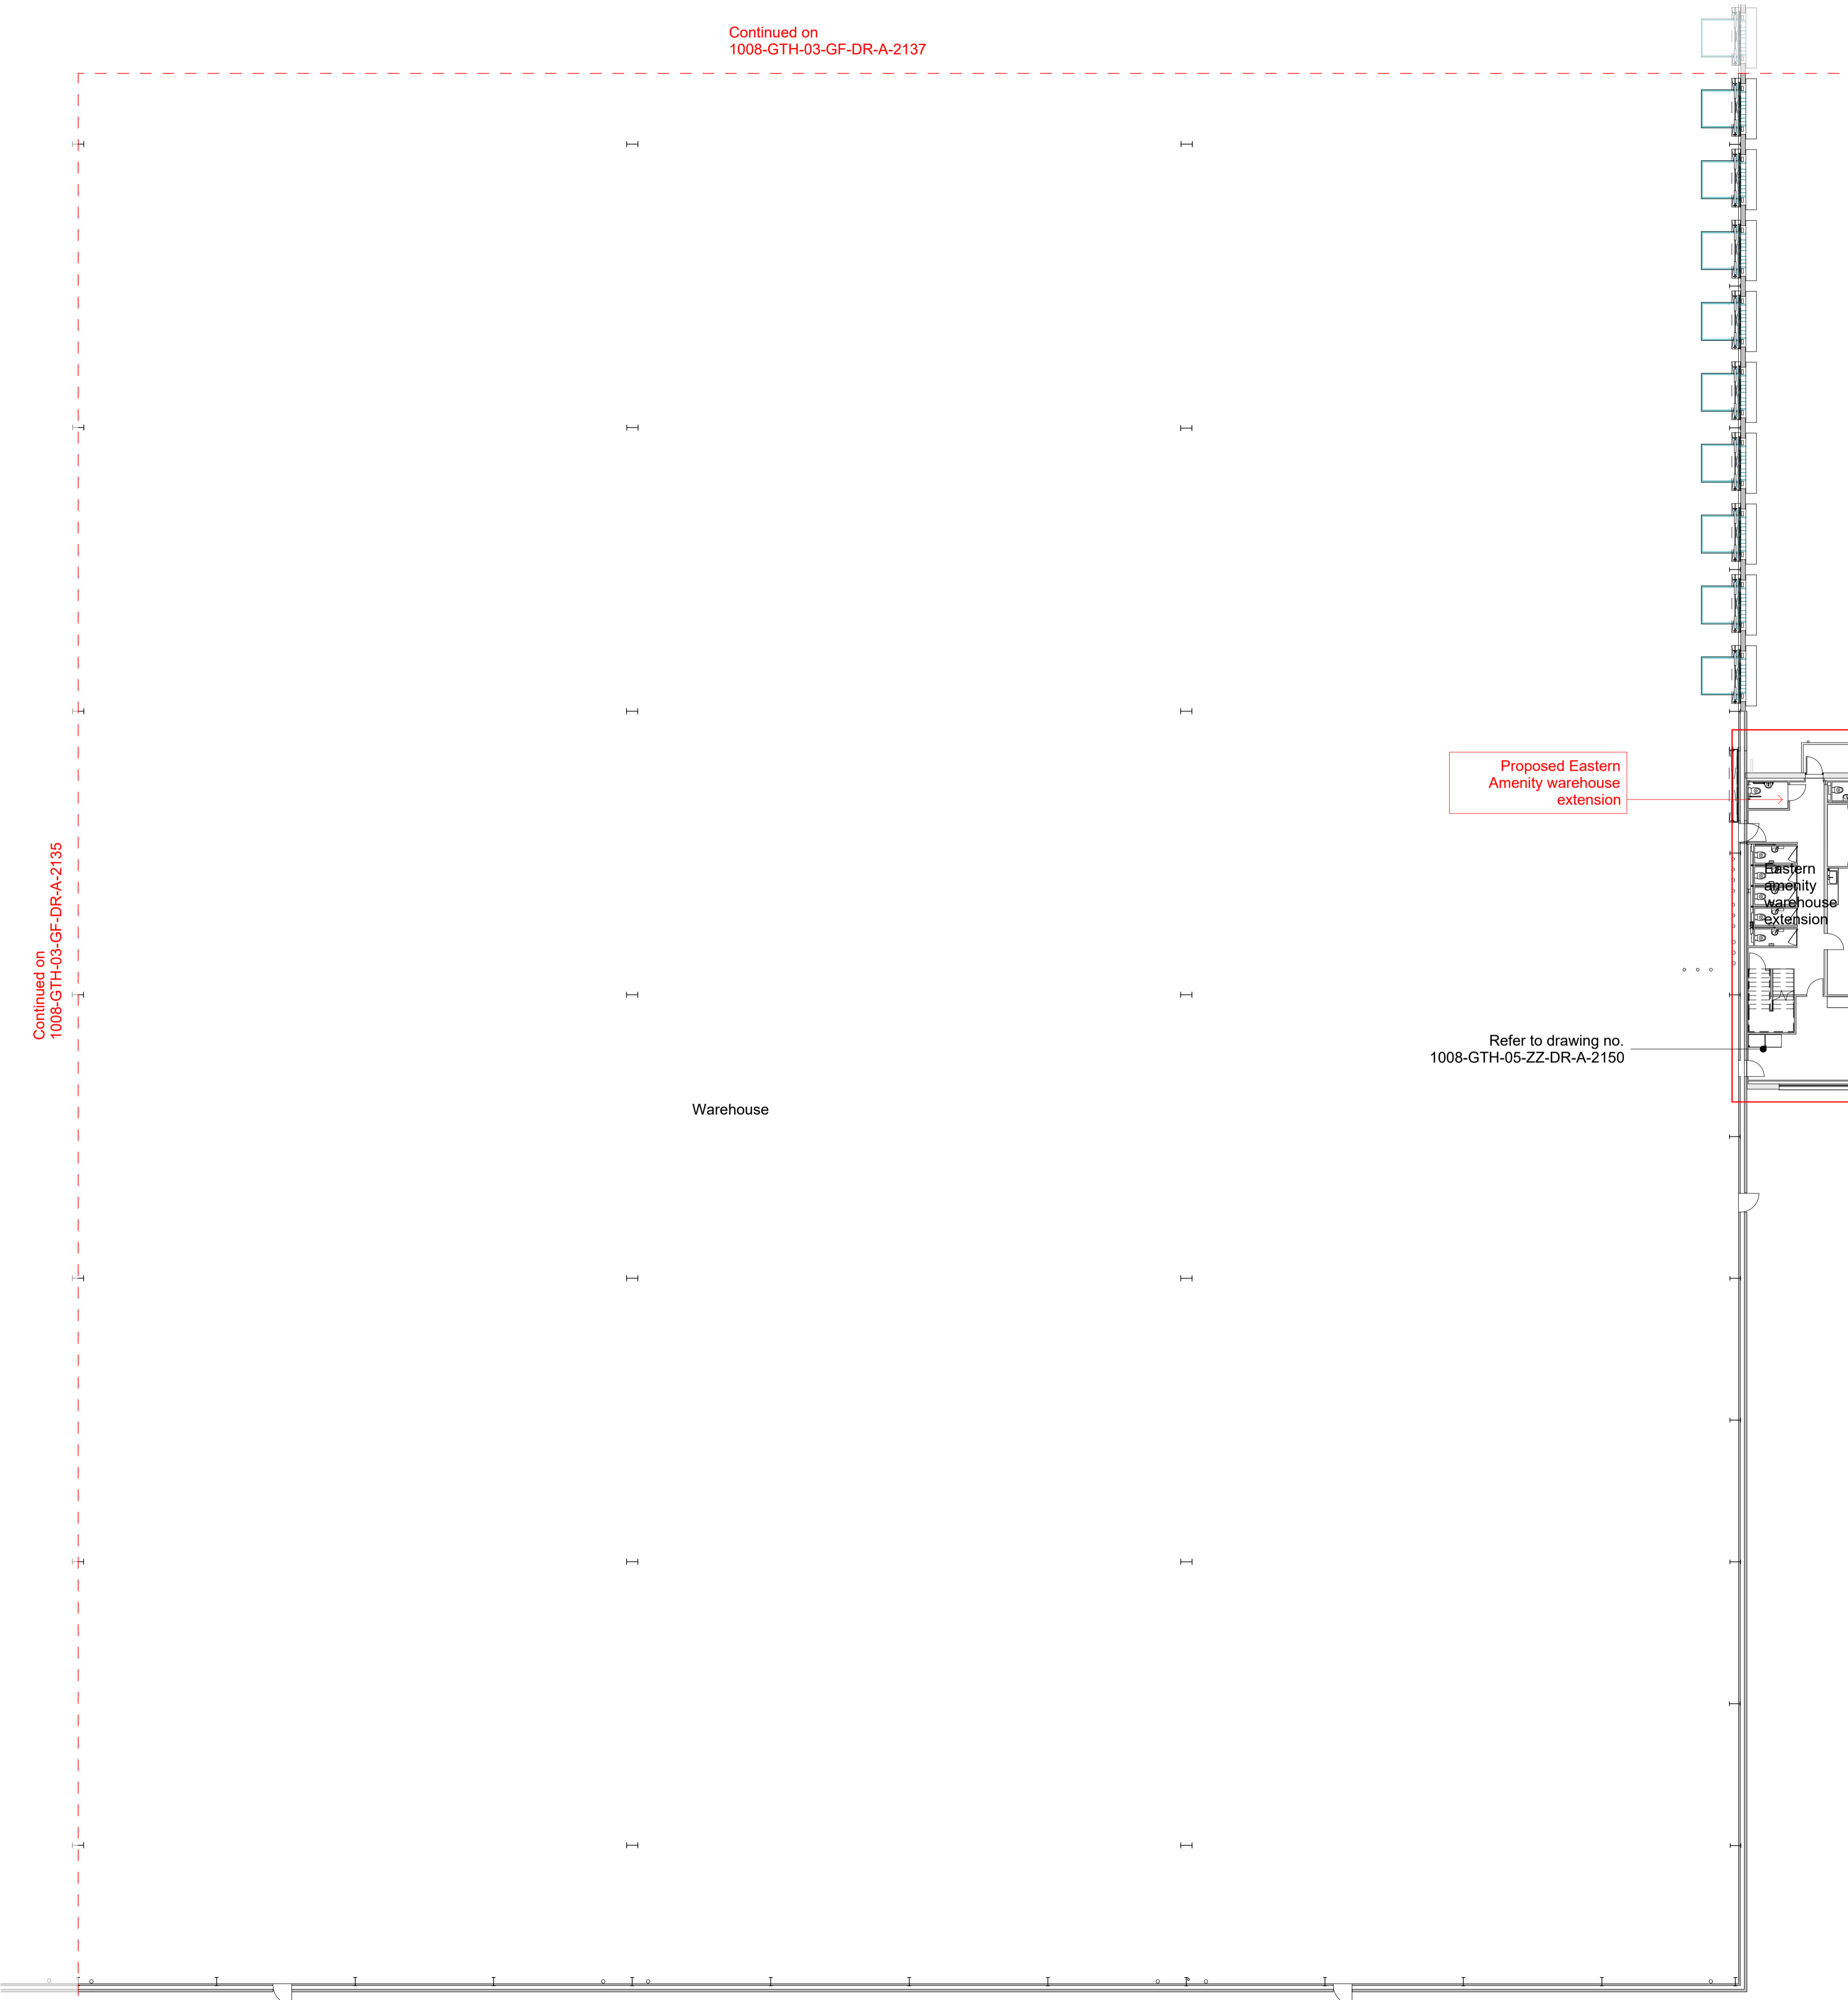 Continued on
1008-GTH-03-GF-DR-A-2137
Proposed Eastern
Amenity warehouse
extension
Continued on
1008-GTH-03-GF-DR-A-2135
Eastern
amenity
warehouse
extension
Refer to drawing no.
1008-GTH-05-ZZ-DR-A-2150
Warehouse